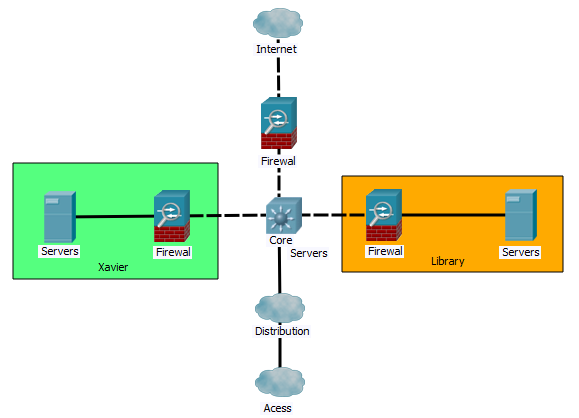 Internet
Firewal
Servers
Firewal
Xavier
Core
Servers
Firewal
Servers
Library
Distribution
Acess